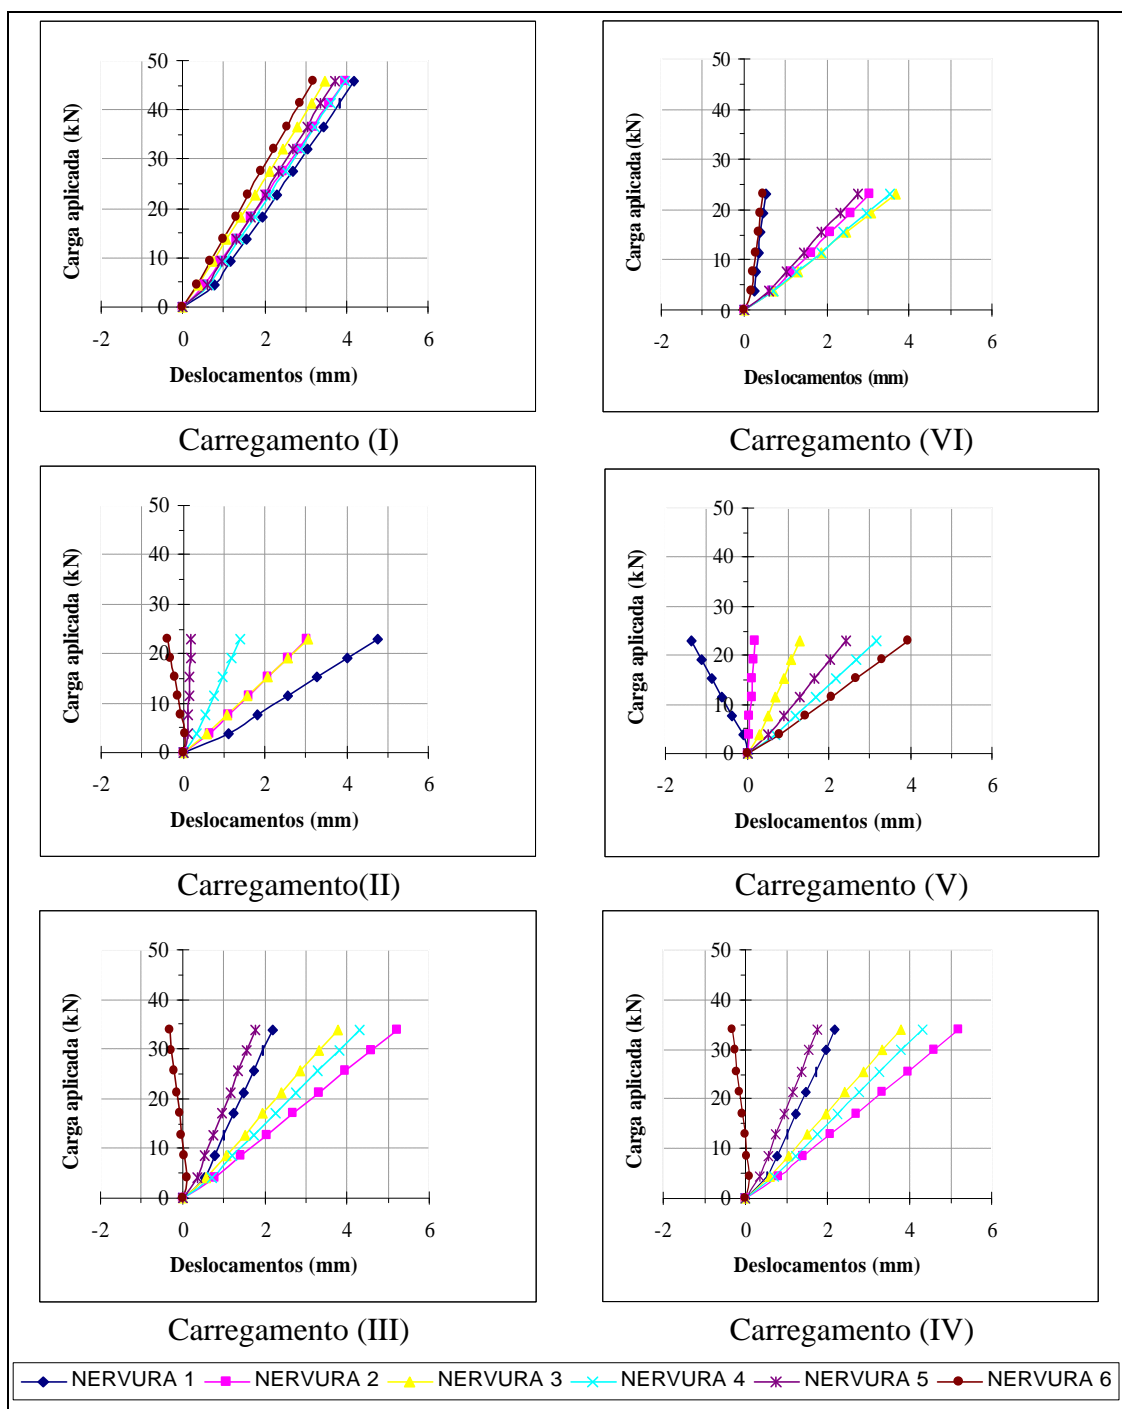 50
40
30
20
10
0
Carga aplicada (kN)
-2 0 2 4 6
Deslocamentos (mm)
Carregamento (I)
50
40
30
20
10
0
Carga aplicada (kN)
-2 0 2 4 6
Deslocamentos (mm)
Carregamento (VI)
50
40
30
20
10
0
Carga aplicada (kN)
-2 0 2 4 6
Deslocamentos (mm)
Carregamento(II)
50
40
30
20
10
0
Carga aplicada (kN)
-2 0 2 4 6
Deslocamentos (mm)
Carregamento (V)
50
40
30
20
10
0
Carga aplicada (kN)
-2 0 2 4 6
Deslocamentos (mm)
Carregamento (III)
50
40
30
20
10
0
Carga aplicada (kN)
-2 0 2 4 6
Deslocamentos (mm)
Carregamento (IV)
NERVURA 1 NERVURA 2 NERVURA 3 NERVURA 4 NERVURA 5 NERVURA 6